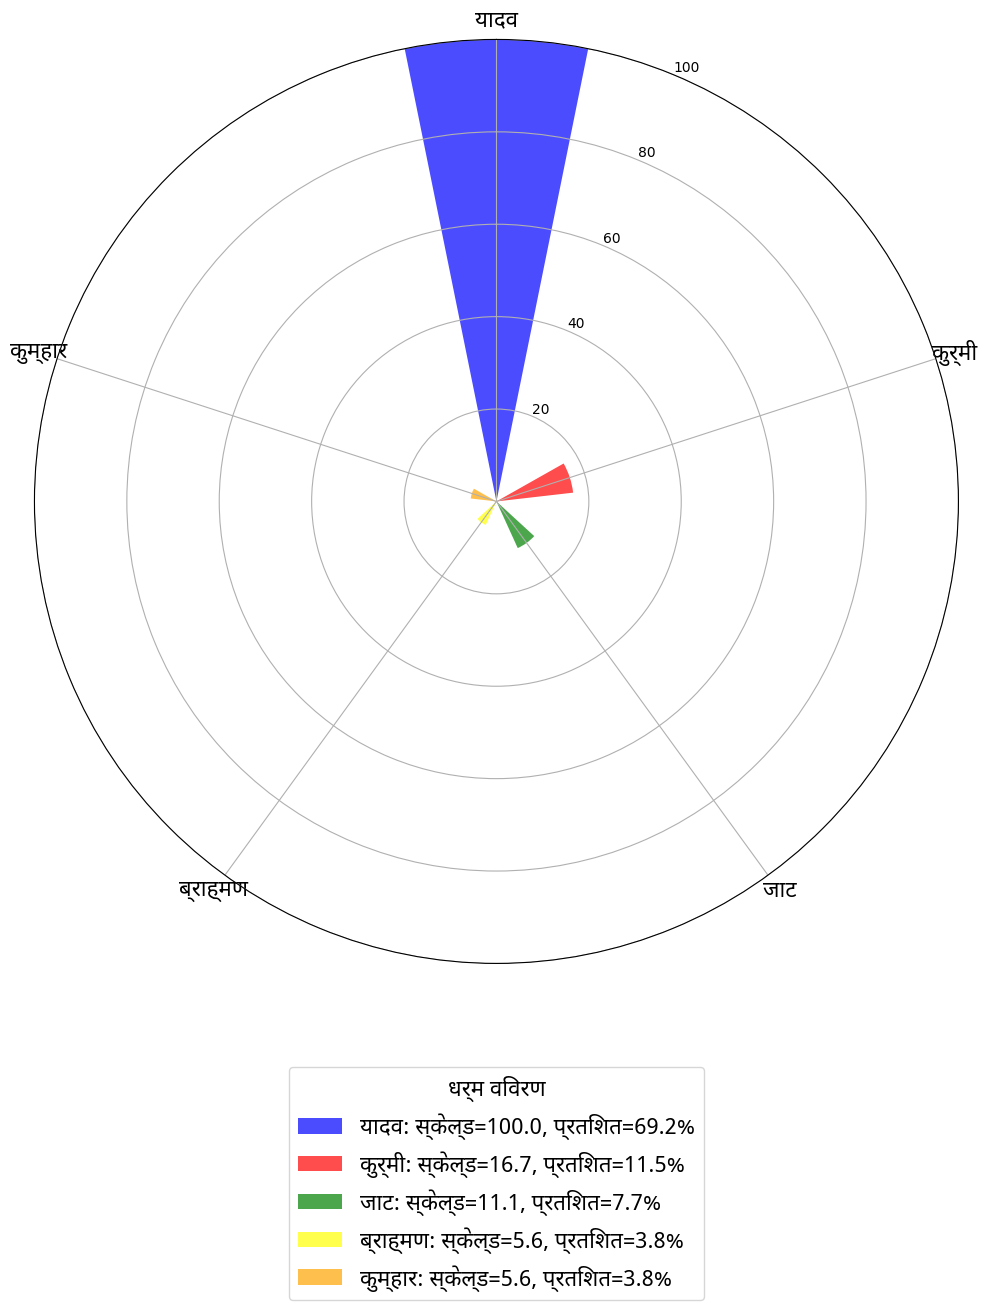 यादव
100
80
60
40
20
कुम्हार
कुर्मी
ब्राह्मण
जाट
धर्म विवरण
यादव: स्केल्ड=100.0, प्रतिशत=69.2%
कुर्मी: स्केल्ड=16.7, प्रतिशत=11.5%
जाट: स्केल्ड=11.1, प्रतिशत=7.7%
ब्राह्मण: स्केल्ड=5.6, प्रतिशत=3.8%
कुम्हार: स्केल्ड=5.6, प्रतिशत=3.8%